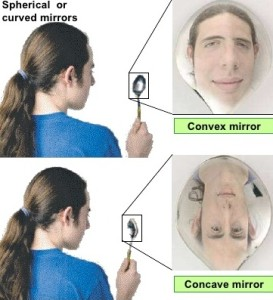 Spherical or
curved mirrors
Convex mirror
Concave mirror